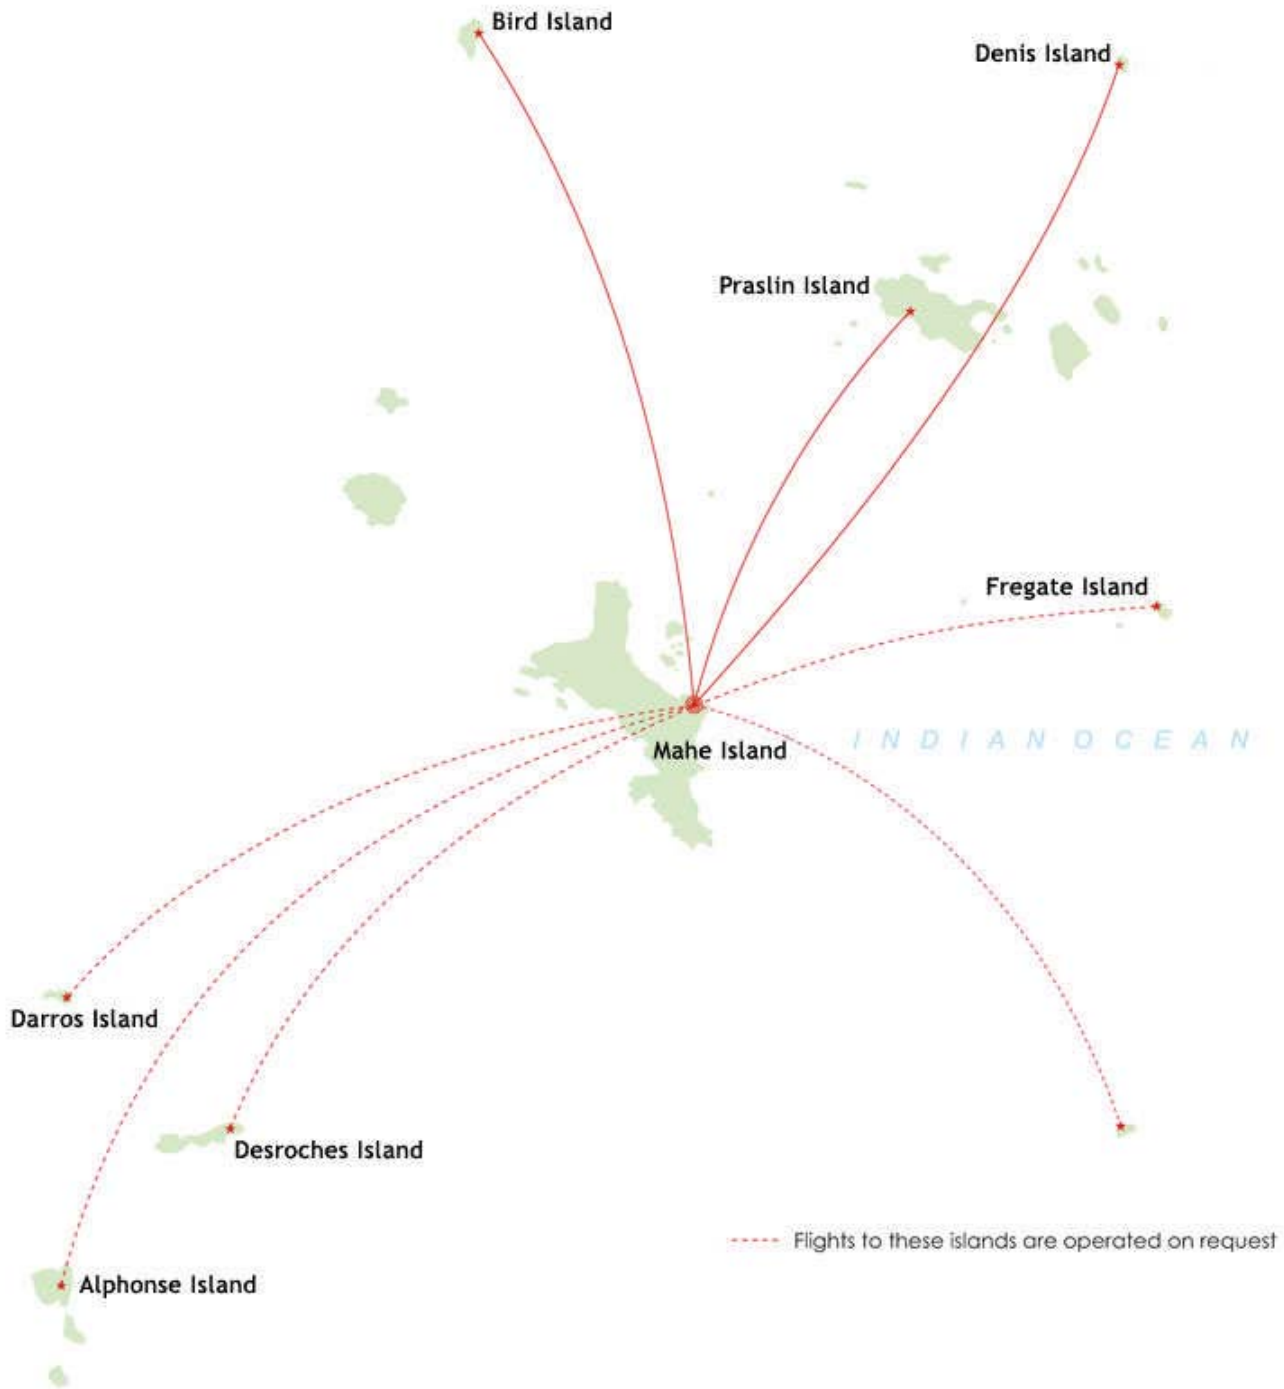 Bird Island
Denis Island
Praslin Island
Fregate Island
INDIAN OCEAN
Mahe Island
Darros Island
Desroches Island
Flights to these islands are operated on request
Alphonse Island